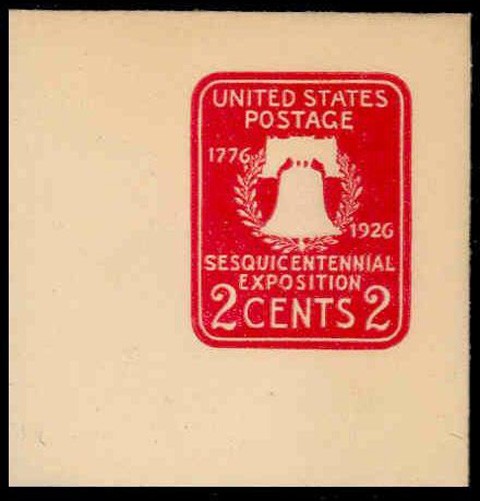 UNITED STATES
POSTAGE
1776
1926
SESQUICENTENNIAL
EXPOSITION
2 CENTS 2